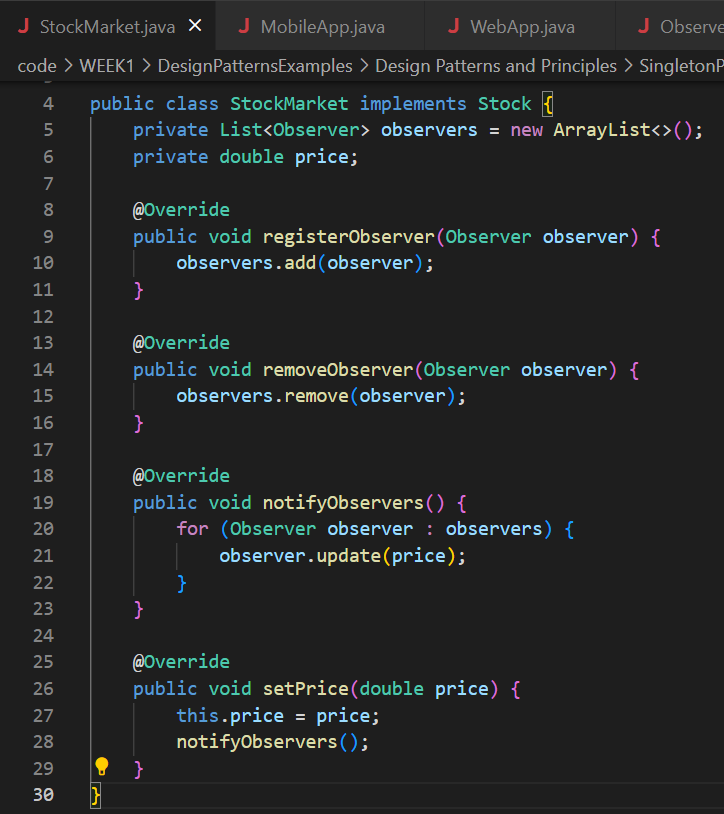 StockMarket.java MobileApp.java WebApp.java
code > WEEK1 > DesignPatternsExamples > Design Patterns and Principles >
4 public class StockMarket implements Stock {
5 private List<Observer> observers = new ArrayList<>();
6 private double price;
7
8 @Override
9 public void registerObserver(Observer observer) {
10 observers.add(observer);
11 }
12
13 @Override
14 public void removeObserver(Observer observer) {
15 observers.remove(observer);
16 }
17
18 @Override
19 public void notifyObservers() {
20 for (Observer observer : observers) {
21 observer.update(price);
22 }
23 }
24
25 @Override
26 public void setPrice(double price) {
27 this.price = price;
28 notifyObservers();
29 }
30 }